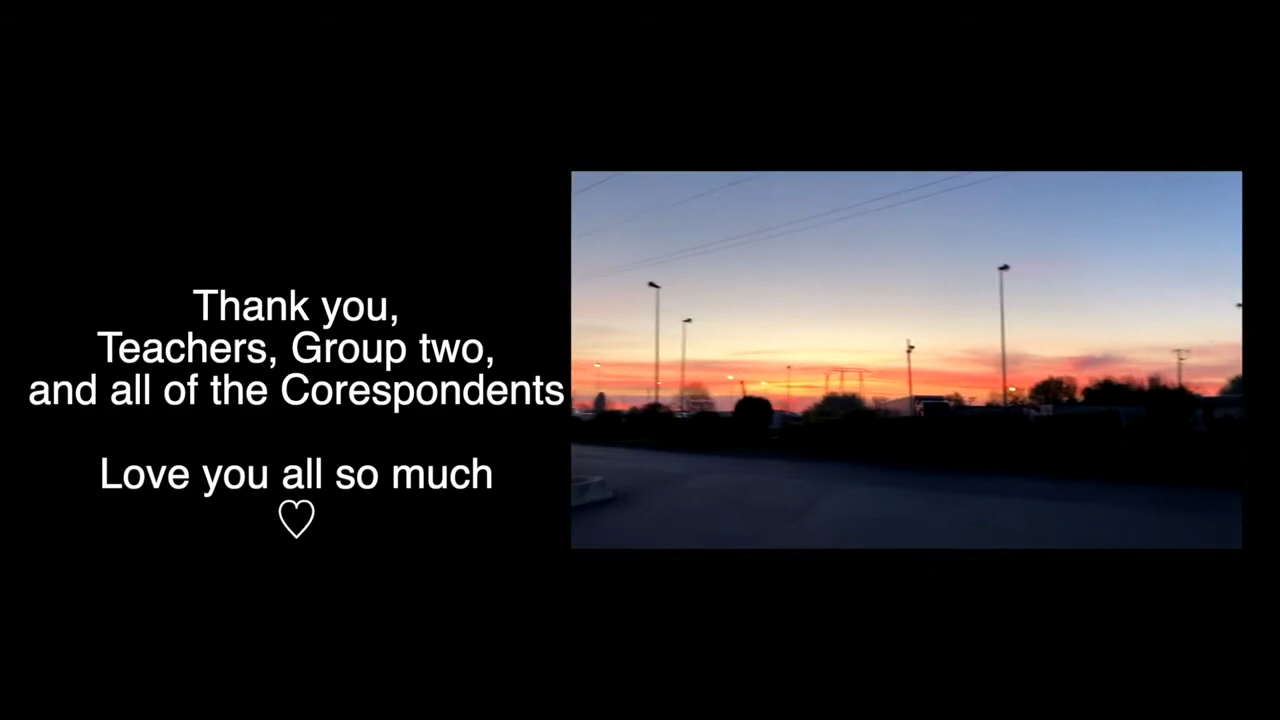 Thank you,
Teachers, Group two,
and all of the Corespondents
Love you all so much
♡